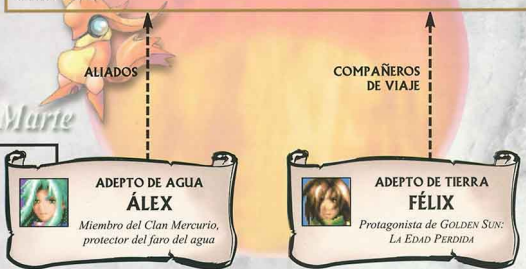 ALIADOS
COMPAÑEROS
DE VIAJE
Marte
ADEPTO DE AGUA
ÁLEX
Miembro del Clan Mercurio,
protector del faro del agua
ADEPTO DE TIERRA
FÉLIX
Protagonista de GOLDEN SUN:
LA EDAD PERDIDA